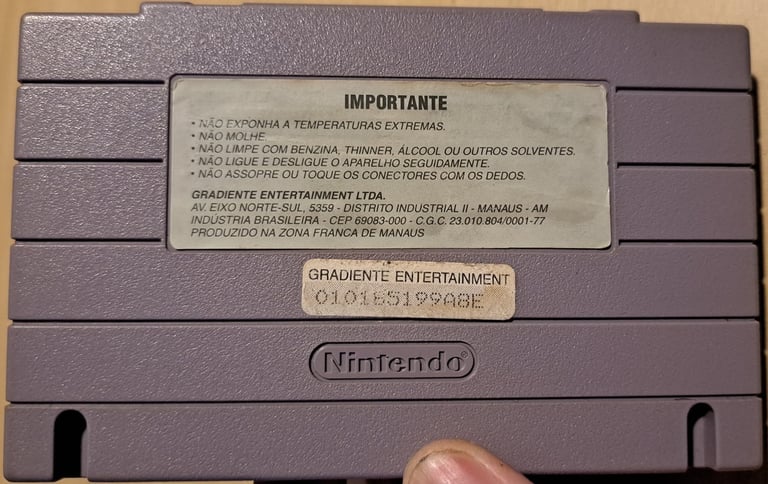 IMPORTANTE
• NÃO EXPONHA A TEMPERATURAS EXTREMAS.
• NÃO MOLHE.
• NÃO LIMPE COM BENZINA, THINNER, ÁLCOOL OU OUTROS SOLVENTES.
• NÃO LIGUE E DESLIGUE O APARELHO SEGUIDAMENTE.
• NÃO ASSOPRE OU TOQUE OS CONECTORES COM OS DEDOS.
GRADIENTE ENTERTAINMENT LTDA.
AV. EIXO NORTE-SUL, 5359 - DISTRITO INDUSTRIAL II - MANAUS - AM
INDÚSTRIA BRASILEIRA - CEP 69083-000 - C.G.C. 23.010.804/0001-77
PRODUZIDO NA ZONA FRANCA DE MANAUS
GRADIENTE ENTERTAINMENT
Nintendo®